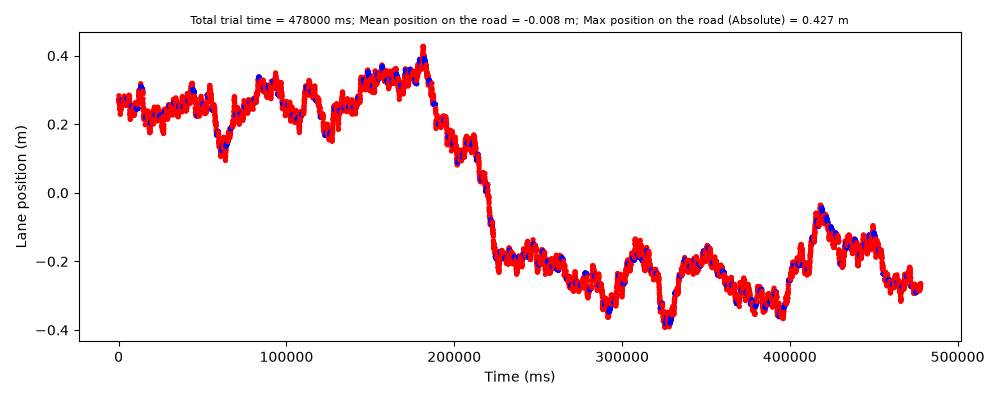 Total trial time = 478000 ms; Mean position on the road = -0.008 m; Max position on the road (Absolute) = 0.427 m
0.4
0.2
0.0
−0.2
−0.4
Lane position (m)
0 100000 200000 300000 400000 500000
Time (ms)